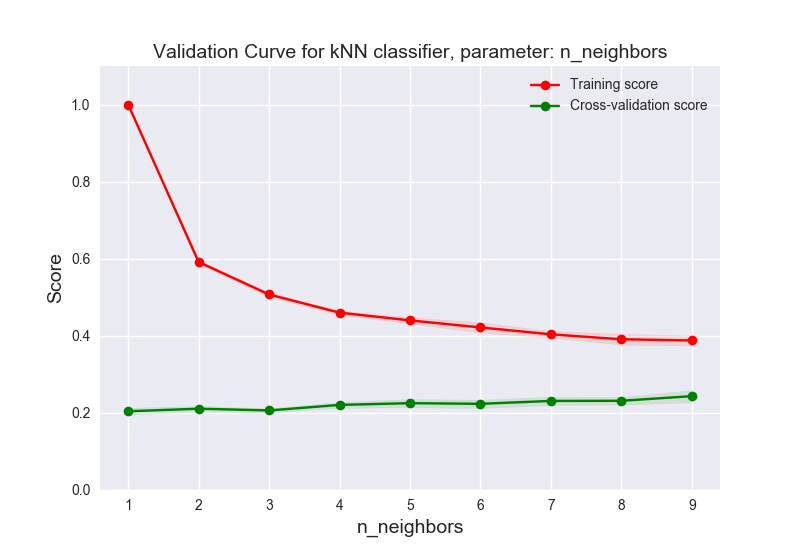 Validation Curve for kNN classifier, parameter: n_neighbors
Training score
Cross-validation score
1.0
0.8
0.6
0.4
0.2
0.0
Score
1 2 3 4 5 6 7 8 9
n_neighbors